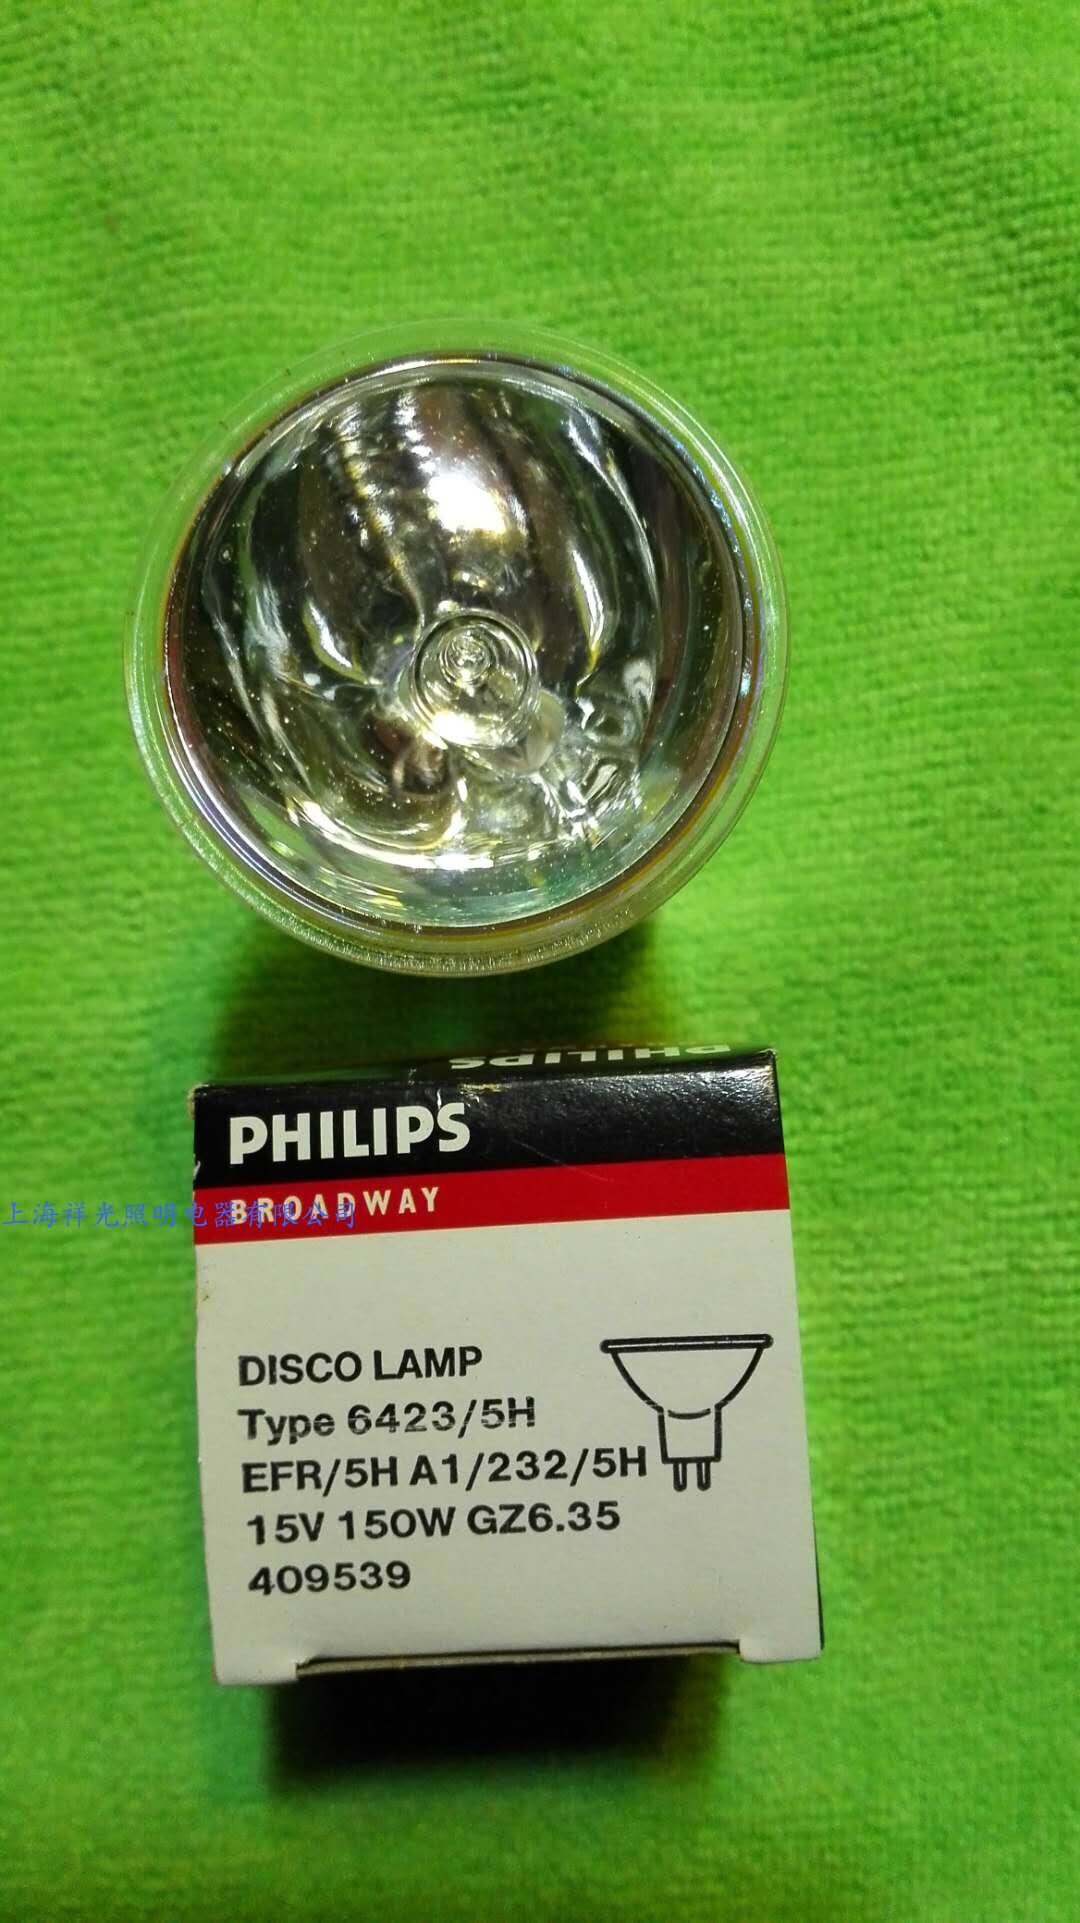 PHILIPS
PHILIPS
BROADWAY
上海祥光照明电器有限公司
DISCO LAMP
Type 6423/5H
EFR/5H A1/232/5H
15V 150W GZ6.35
409539